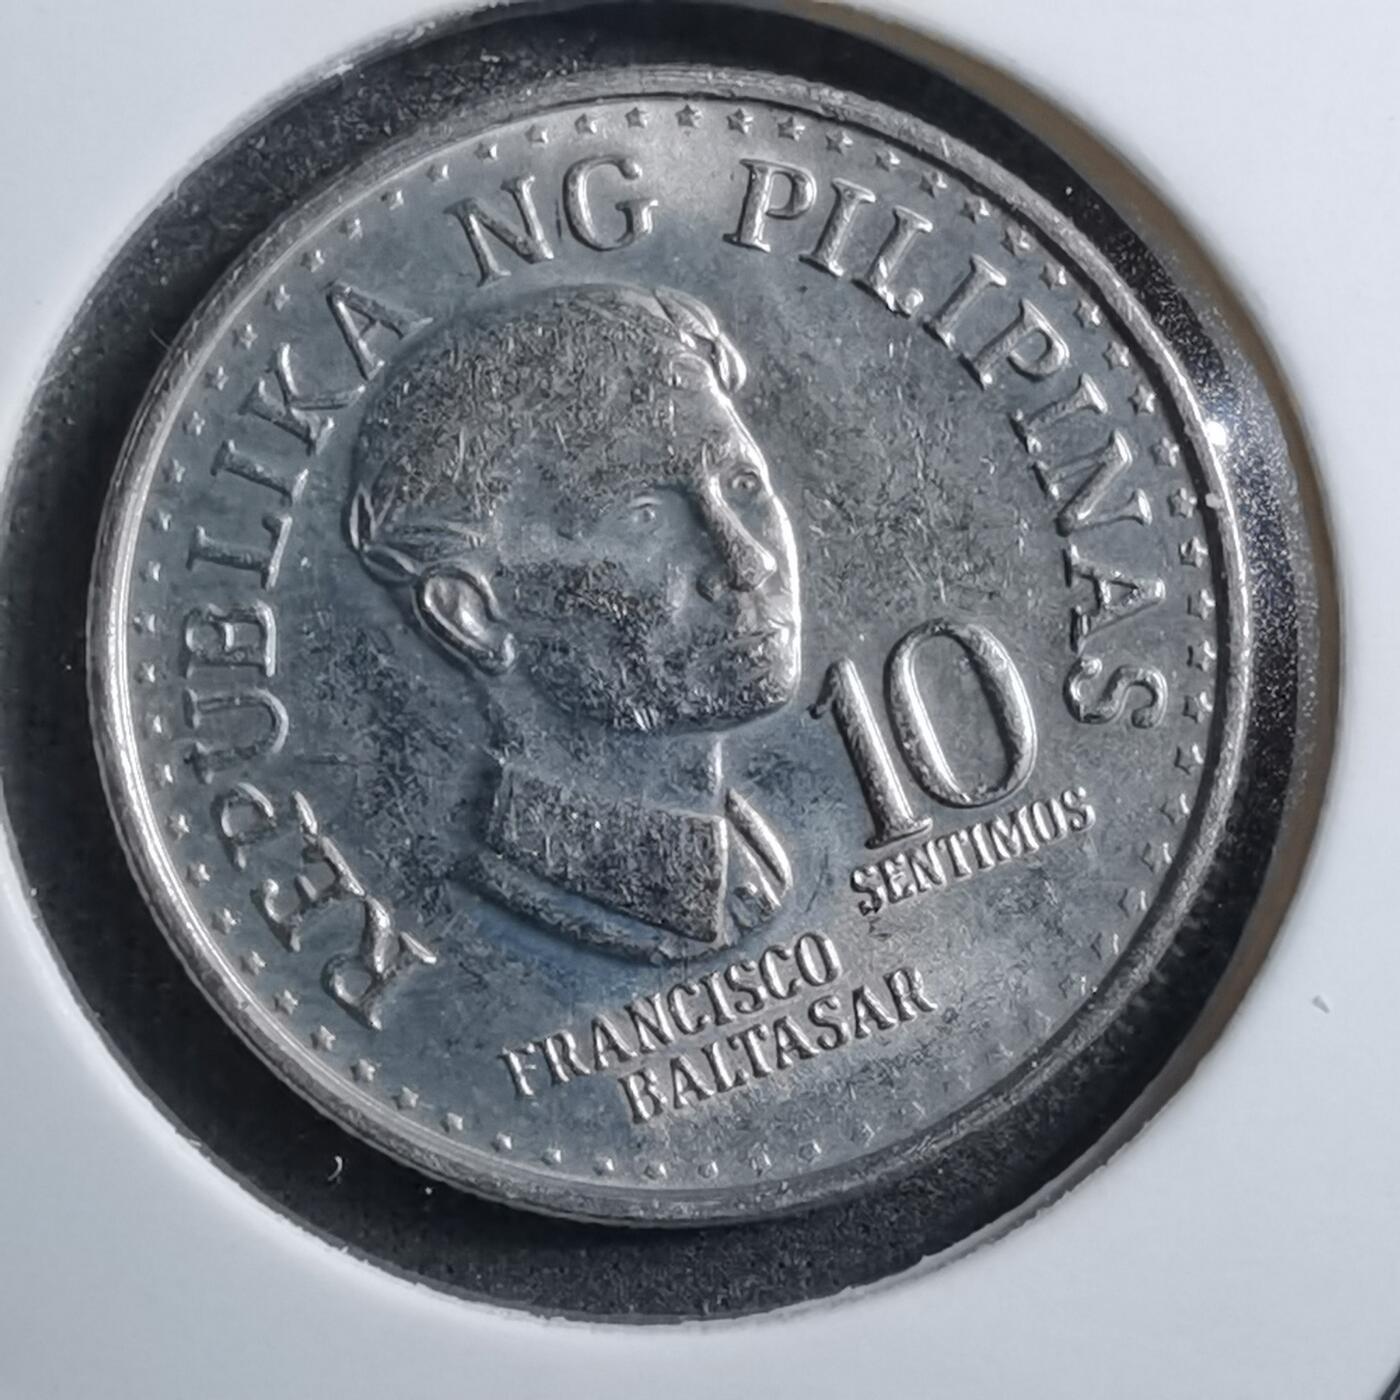 REPUBLIKA NG PILIPINAS
10
SENTIMOS
FRANCISCO
BALTASAR